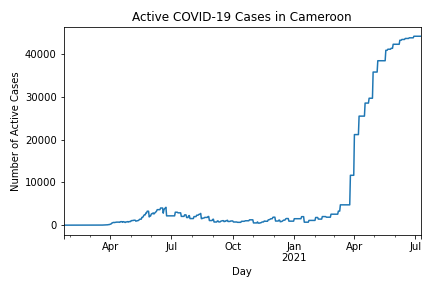 Active COVID-19 Cases in Cameroon
Number of Active Cases
40000
30000
20000
10000
0
Apr
Jul
Oct
Jan
2021
Apr
Jul
Day